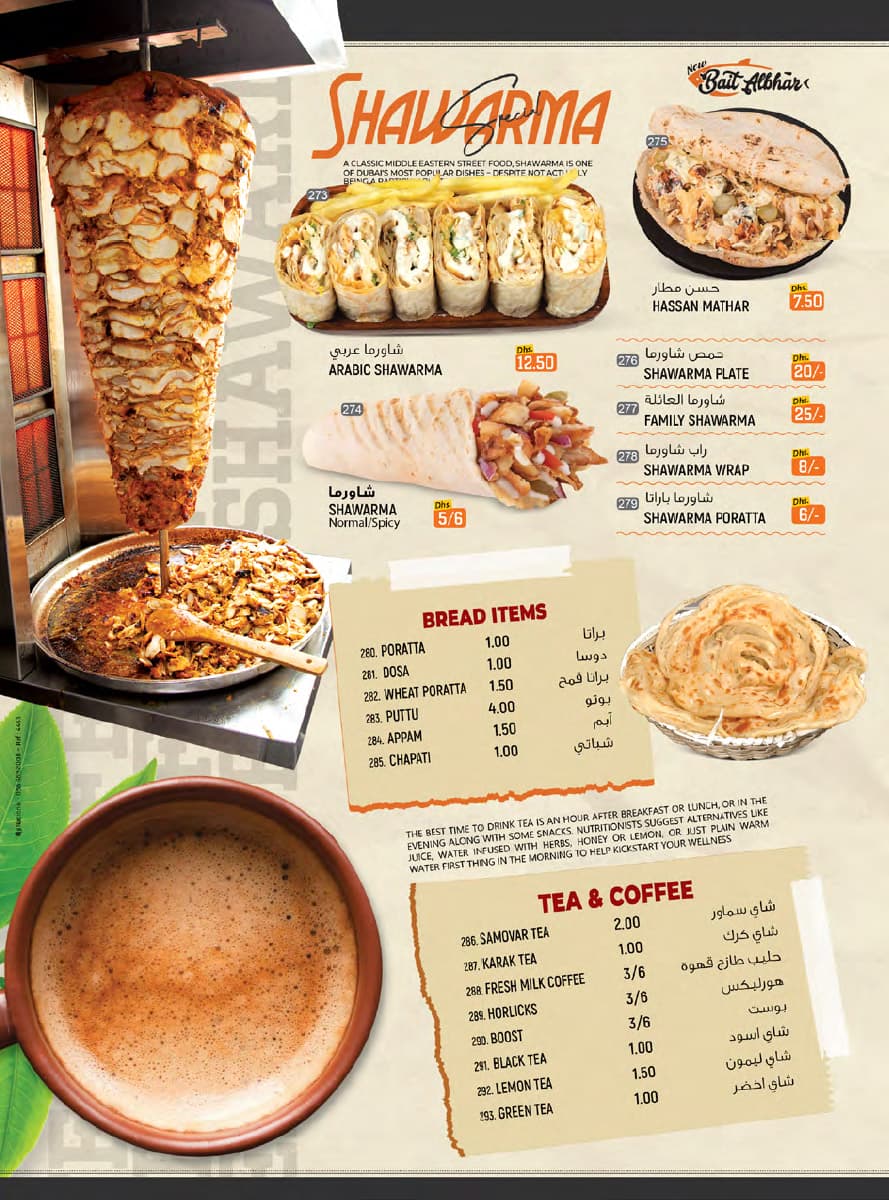 SHAWARMA
Special
New
Bait Albhar
A CLASSIC MIDDLE EASTERN STREET FOOD, SHAWARMA IS ONE
OF DUBAI'S MOST POPULAR DISHES – DESPITE NOT ACTUALLY
BEING A
273
شاورما عربي
ARABIC SHAWARMA
Dhs.
12.50
274
شاورما
SHAWARMA
Normal/Spicy
Dhs.
5/6
275
حسن مطار
HASSAN MATHAR
Dhs.
7.50
276
حمص شاورما
SHAWARMA PLATE
Dhs.
20/-
277
شاورما العائلة
FAMILY SHAWARMA
Dhs.
25/-
278
راب شاورما
SHAWARMA WRAP
Dhs.
8/-
279
شاورما باراتا
SHAWARMA PORATTA
Dhs.
6/-
SHAWARMA
BREAD ITEMS
280. PORATTA 1.00 براتا
281. DOSA 1.00 دوسا
282. WHEAT PORATTA 1.50 براتا قمح
283. PUTTU 4.00 بوتو
284. APPAM 1.50 أبم
285. CHAPATI 1.00 شباتي
THE BEST TIME TO DRINK TEA IS AN HOUR AFTER BREAKFAST OR LUNCH, OR IN THE
EVENING ALONG WITH SOME SNACKS. NUTRITIONISTS SUGGEST ALTERNATIVES LIKE
JUICE, WATER INFUSED WITH HERBS, HONEY OR LEMON, OR JUST PLAIN WARM
WATER FIRST THING IN THE MORNING TO HELP KICKSTART YOUR WELLNESS
TEA & COFFEE
286. SAMOVAR TEA 2.00 شاي سماور
287. KARAK TEA 1.00 شاي كرك
288. FRESH MILK COFFEE 3/6 حليب طازج قهوة
289. HORLICKS 3/6 هورليكس
290. BOOST 3/6 بوست
291. BLACK TEA 1.00 شاي اسود
292. LEMON TEA 1.50 شاي ليمون
293. GREEN TEA 1.00 شاي اخضر